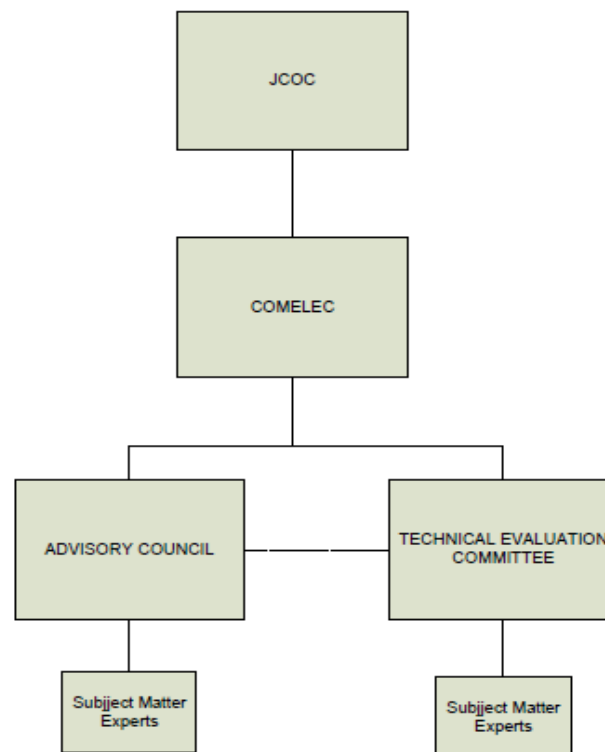 JCOC
COMELEC
ADVISORY COUNCIL
TECHNICAL EVALUATION
COMMITTEE
Subjject Matter
Experts
Subjject Matter
Experts